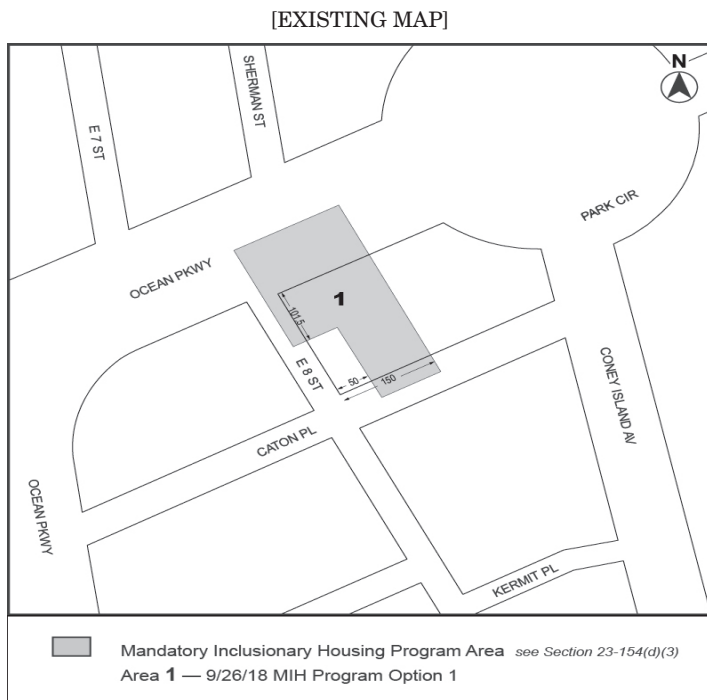 [EXISTING MAP]
N
SHERMAN ST
E 7 ST
PARK CIR
OCEAN PKWY
1
101.5
E 8 ST
50
150
CONEY ISLAND AV
CATON PL
OCEAN PKWY
KERMIT PL
Mandatory Inclusionary Housing Program Area see Section 23-154(d)(3)
Area 1 — 9/26/18 MIH Program Option 1